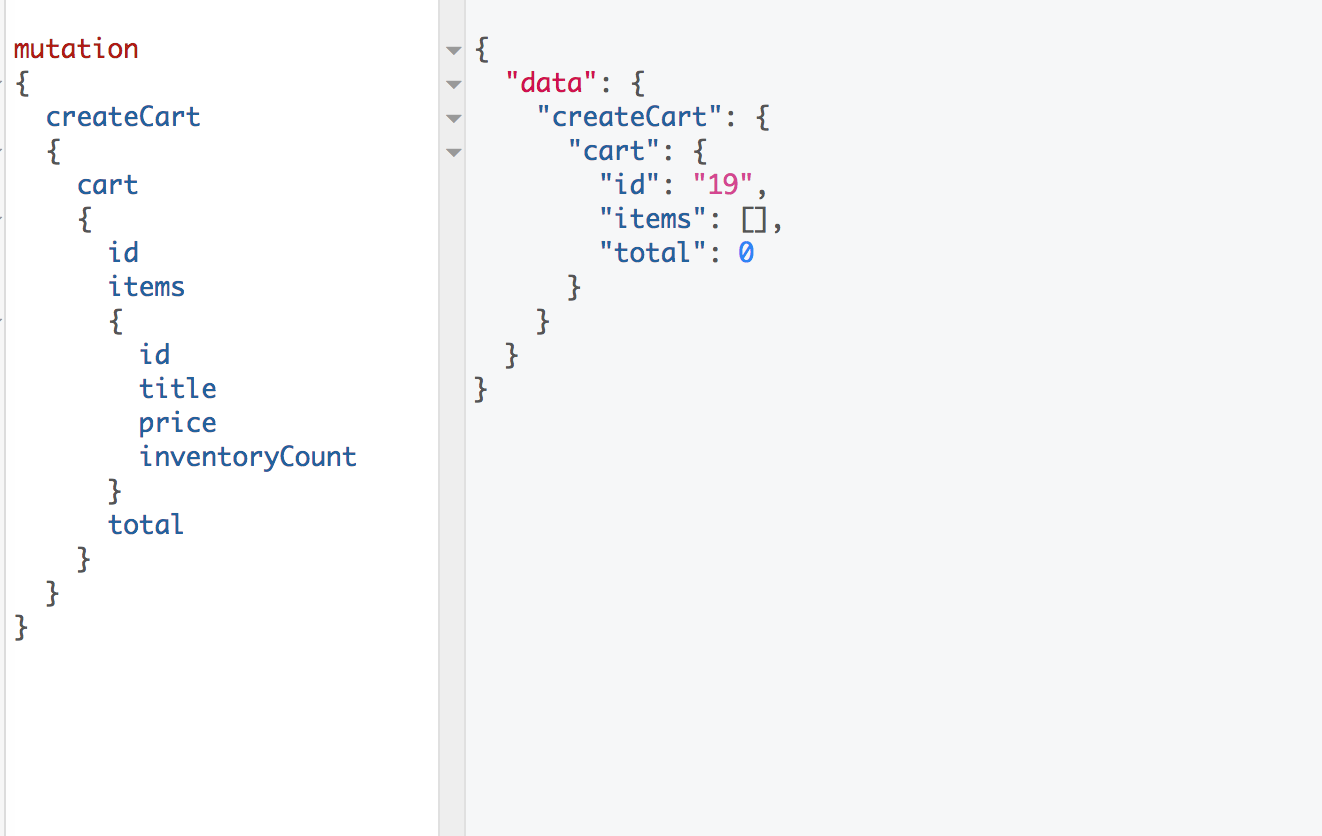 mutation
{
  createCart
  {
    cart
    {
      id
      items
      {
        id
        title
        price
        inventoryCount
      }
      total
    }
  }
}
{
  "data": {
    "createCart": {
      "cart": {
        "id": "19",
        "items": [],
        "total": 0
      }
    }
  }
}